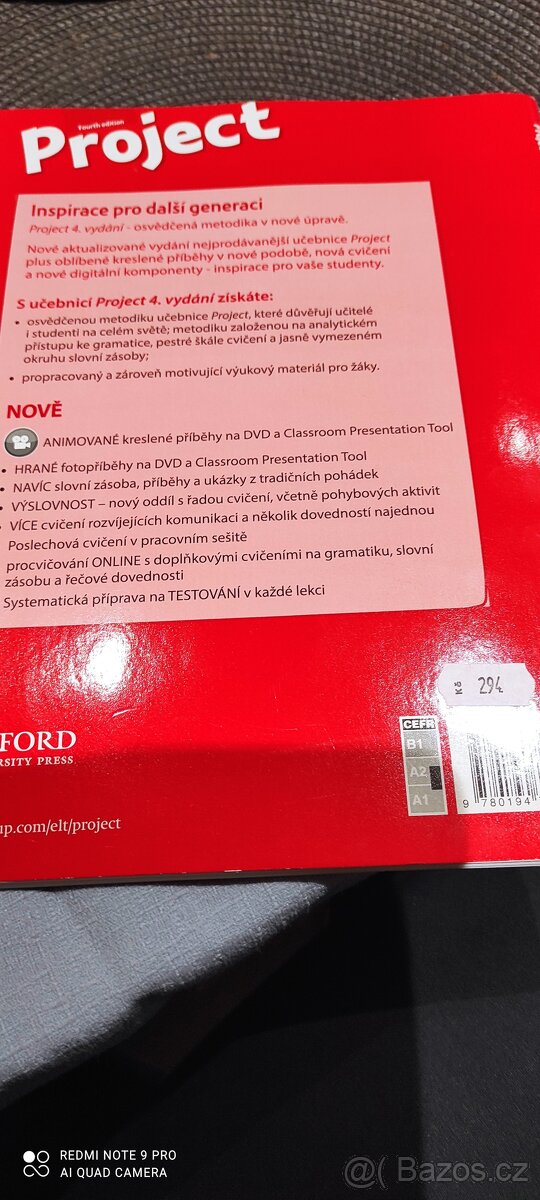 Fourth edition
Project
Inspirace pro další generaci
Project 4. vydání - osvědčená metodika v nové úpravě.
Nové aktualizované vydání nejprodávanější učebnice Project
plus oblíbené kreslené příběhy v nové podobě, nová cvičení
a nové digitální komponenty - inspirace pro vaše studenty.
S učebnicí Project 4. vydání získáte:
• osvědčenou metodiku učebnice Project, které důvěřují učitelé
i studenti na celém světě; metodiku založenou na analytickém
přístupu ke gramatice, pestré škále cvičení a jasně vymezeném
okruhu slovní zásoby;
• propracovaný a zároveň motivující výukový materiál pro žáky.
NOVĚ
ANIMOVANÉ kreslené příběhy na DVD a Classroom Presentation Tool
• HRANÉ fotopříběhy na DVD a Classroom Presentation Tool
• NAVÍC slovní zásoba, příběhy a ukázky z tradičních pohádek
• VÝSLOVNOST – nový oddíl s řadou cvičení, včetně pohybových aktivit
• VÍCE cvičení rozvíjejících komunikaci a několik dovedností najednou
Poslechová cvičení v pracovním sešitě
procvičování ONLINE s doplňkovými cvičeními na gramatiku, slovní
zásobu a řečové dovednosti
Systematická příprava na TESTOVÁNÍ v každé lekci
Kč 294
CEFR
B1
A2
A1
9 780194
FORD
RSITY PRESS
up.com/elt/project
REDMI NOTE 9 PRO
AI QUAD CAMERA
@ Bazos.cz